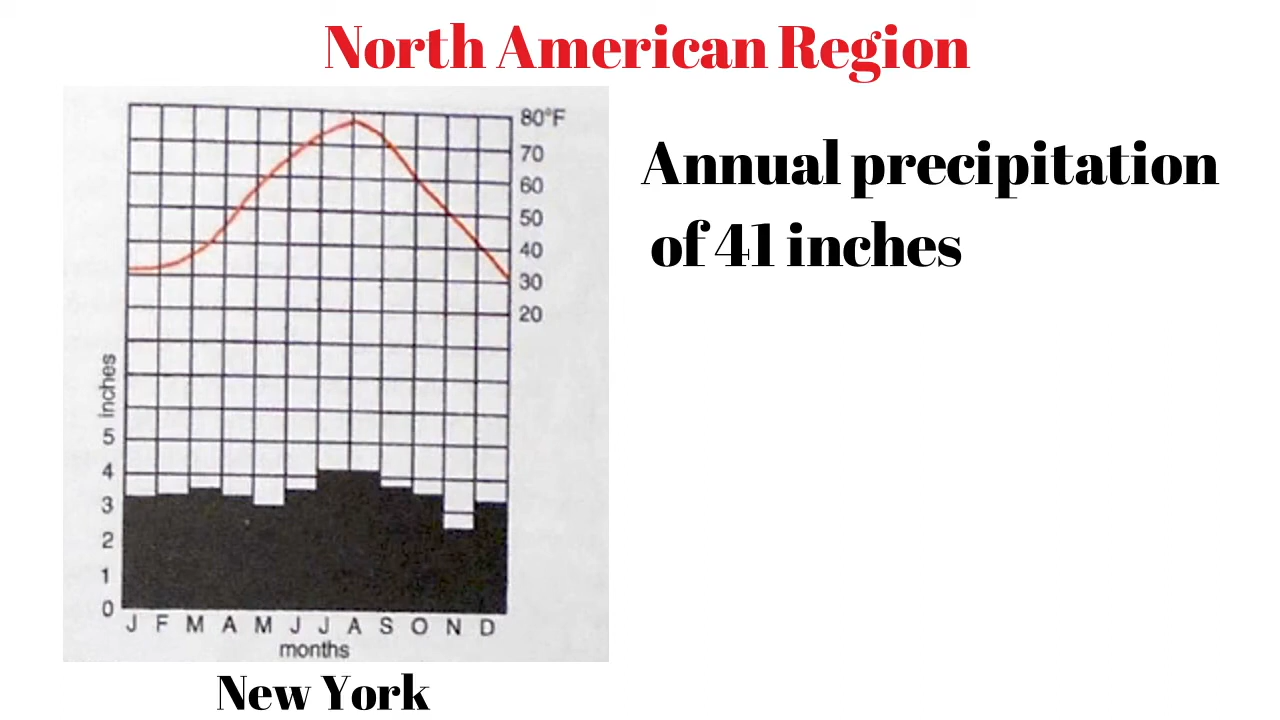 North American Region
80°F
70
60
50
40
30
20
inches
5
4
3
2
1
0
J F M A M J J A S O N D
months
New York
Annual precipitation
of 41 inches